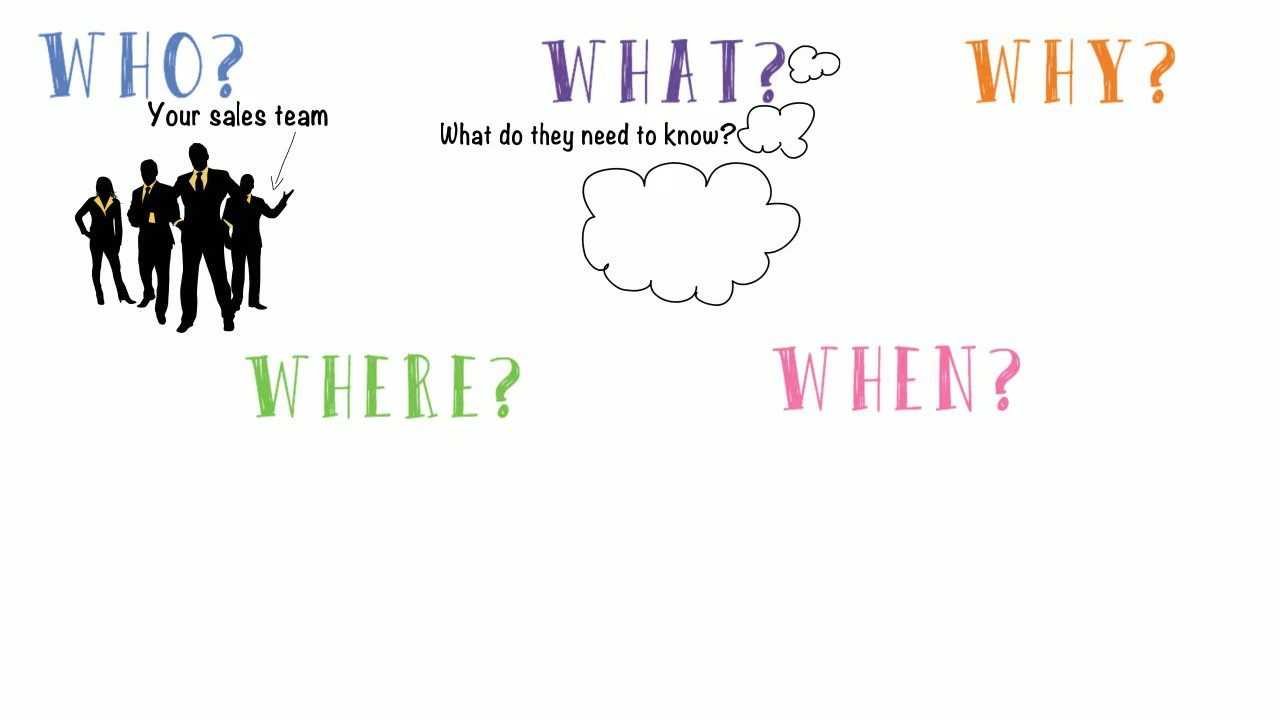 WHO?
Your sales team
WHAT?
What do they need to know?
WHY?
WHERE?
WHEN?